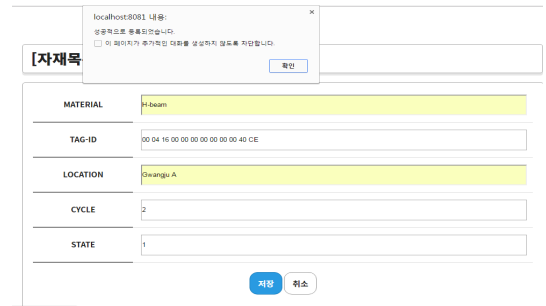 localhost:8081 내용:
성공적으로 등록되었습니다.
이 페이지가 추가적인 대화를 생성하지 않도록 차단합니다.
확인
[자재목
MATERIAL
H-beam
TAG-ID
00 04 16 00 00 00 00 00 00 00 40 CE
LOCATION
Gwangju A
CYCLE
2
STATE
1
저장
취소